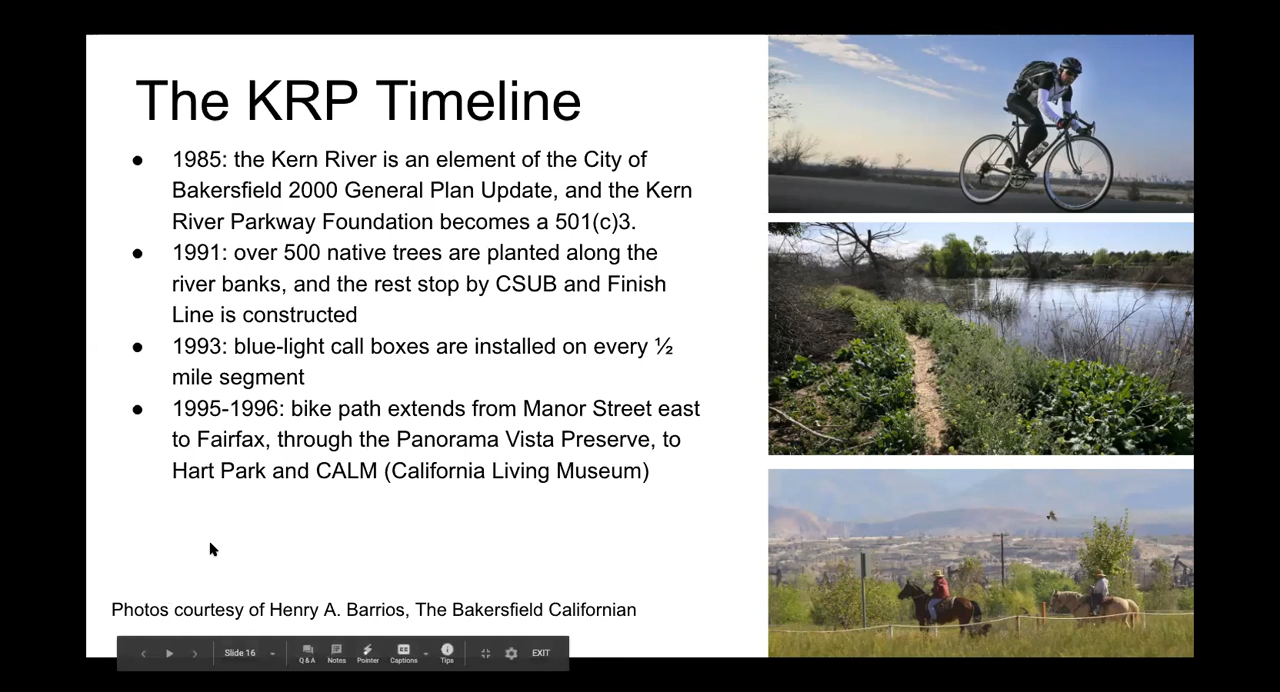 The KRP Timeline
● 1985: the Kern River is an element of the City of
Bakersfield 2000 General Plan Update, and the Kern
River Parkway Foundation becomes a 501(c)3.
● 1991: over 500 native trees are planted along the
river banks, and the rest stop by CSUB and Finish
Line is constructed
● 1993: blue-light call boxes are installed on every ½
mile segment
● 1995-1996: bike path extends from Manor Street east
to Fairfax, through the Panorama Vista Preserve, to
Hart Park and CALM (California Living Museum)
Photos courtesy of Henry A. Barrios, The Bakersfield Californian
Slide 16 Q&A Notes Pointer Captions Tips EXIT